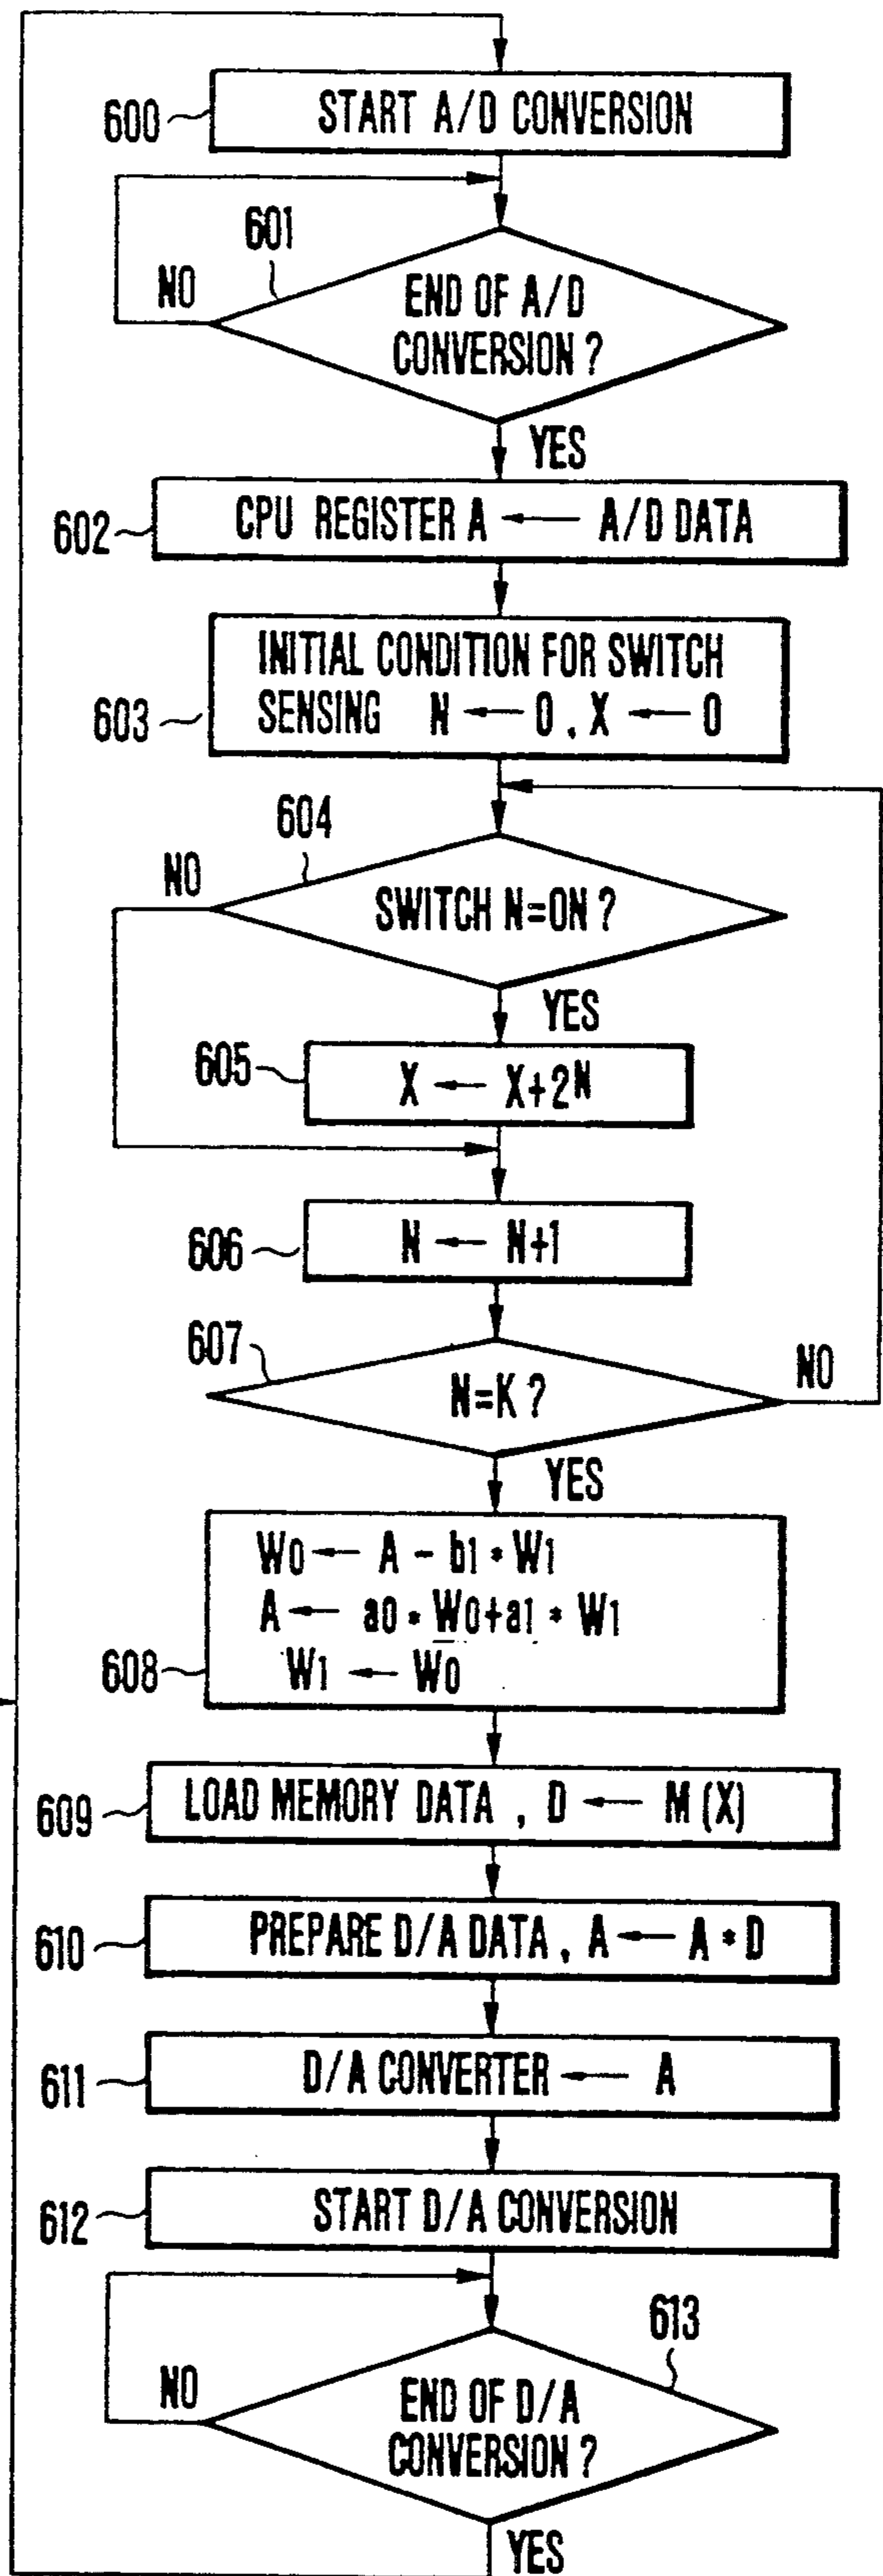 600 START A/D CONVERSION
601
NO
END OF A/D
CONVERSION ?
YES
602 CPU REGISTER A ← A/D DATA
INITIAL CONDITION FOR SWITCH
603 SENSING N ← 0 , X ← 0
604
NO
SWITCH N=ON ?
YES
605 X ← X+2^N
606 N ← N+1
607
NO
N=K ?
YES
W0 ← A - b1 * W1
A ← a0 * W0+a1 * W1
608 W1 ← W0
609 LOAD MEMORY DATA , D ← M (X)
610 PREPARE D/A DATA , A ← A * D
611 D/A CONVERTER ← A
612 START D/A CONVERSION
613
NO
END OF D/A
CONVERSION ?
YES